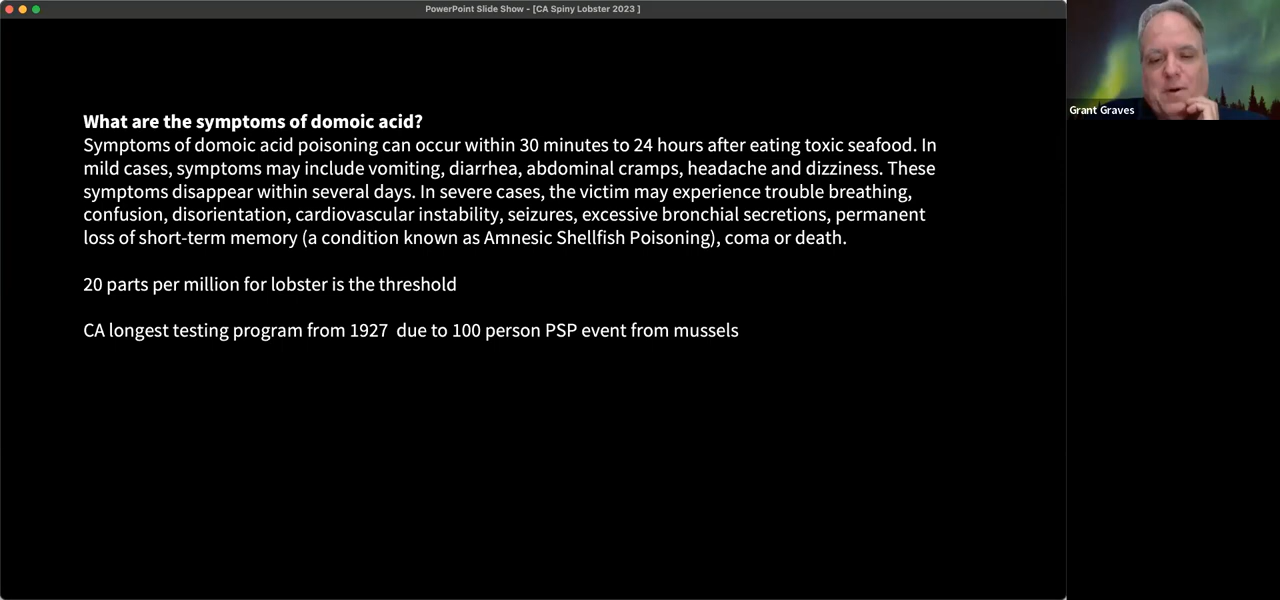 PowerPoint Slide Show - [CA Spiny Lobster 2023 ]
What are the symptoms of domoic acid?
Symptoms of domoic acid poisoning can occur within 30 minutes to 24 hours after eating toxic seafood. In
mild cases, symptoms may include vomiting, diarrhea, abdominal cramps, headache and dizziness. These
symptoms disappear within several days. In severe cases, the victim may experience trouble breathing,
confusion, disorientation, cardiovascular instability, seizures, excessive bronchial secretions, permanent
loss of short-term memory (a condition known as Amnesic Shellfish Poisoning), coma or death.
20 parts per million for lobster is the threshold
CA longest testing program from 1927  due to 100 person PSP event from mussels
Grant Graves